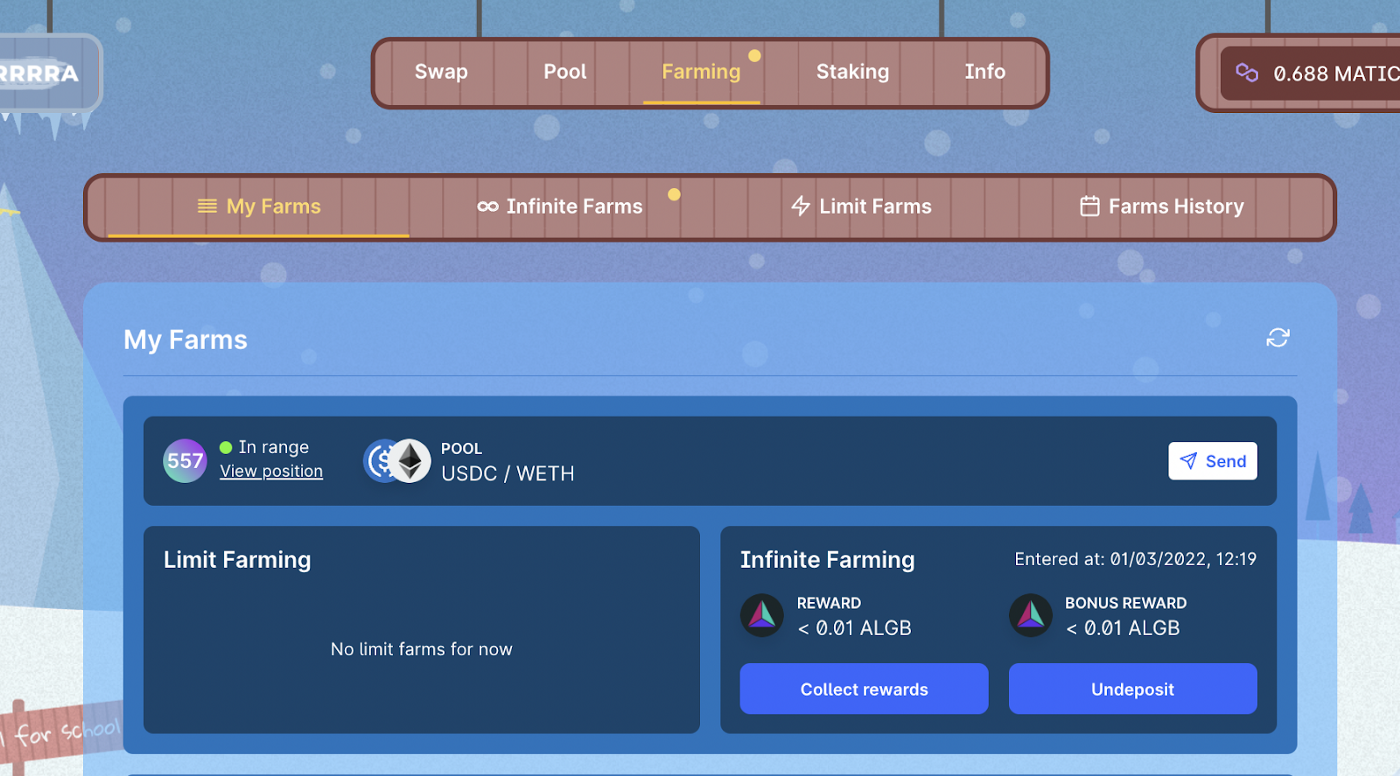 RRRRA
Swap
Pool
Farming
Staking
Info
0.688 MATIC
My Farms
Infinite Farms
Limit Farms
Farms History
My Farms
557
In range
View position
POOL
USDC / WETH
Send
Limit Farming
No limit farms for now
Infinite Farming
Entered at: 01/03/2022, 12:19
REWARD
< 0.01 ALGB
BONUS REWARD
< 0.01 ALGB
Collect rewards
Undeposit
for school